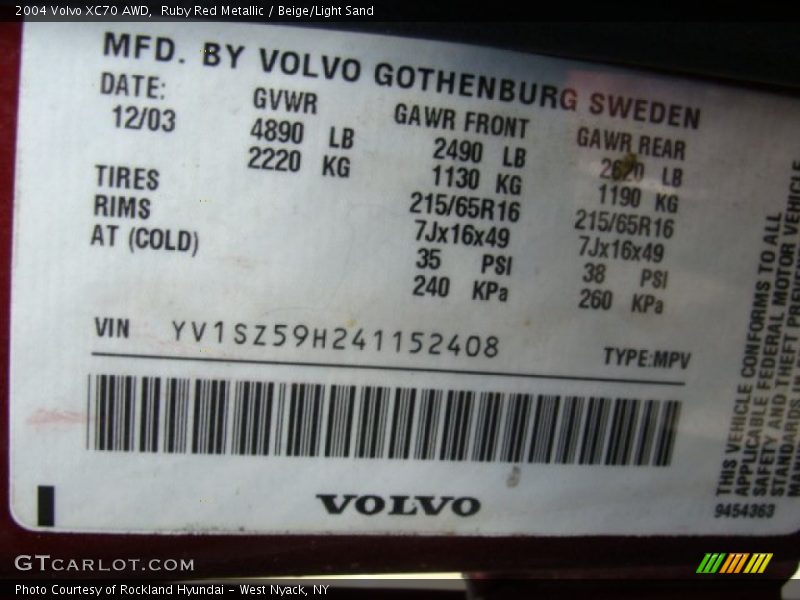 2004 Volvo XC70 AWD,  Ruby Red Metallic / Beige/Light Sand
MFD. BY VOLVO GOTHENBURG SWEDEN
DATE: GVWR GAWR FRONT GAWR REAR
12/03 4890 LB 2490 LB 2620 LB
2220 KG 1130 KG 1190 KG
TIRES 215/65R16 215/65R16
RIMS 7Jx16x49 7Jx16x49
AT (COLD) 35 PSI 38 PSI
240 KPa 260 KPa
VIN YV1SZ59H241152408 TYPE:MPV
VOLVO
THIS VEHICLE CONFORMS TO ALL
APPLICABLE FEDERAL MOTOR VEHICLE
SAFETY AND THEFT PREVENTION
STANDARDS IN
9454363
GTCARLOT.COM
Photo Courtesy of Rockland Hyundai - West Nyack, NY